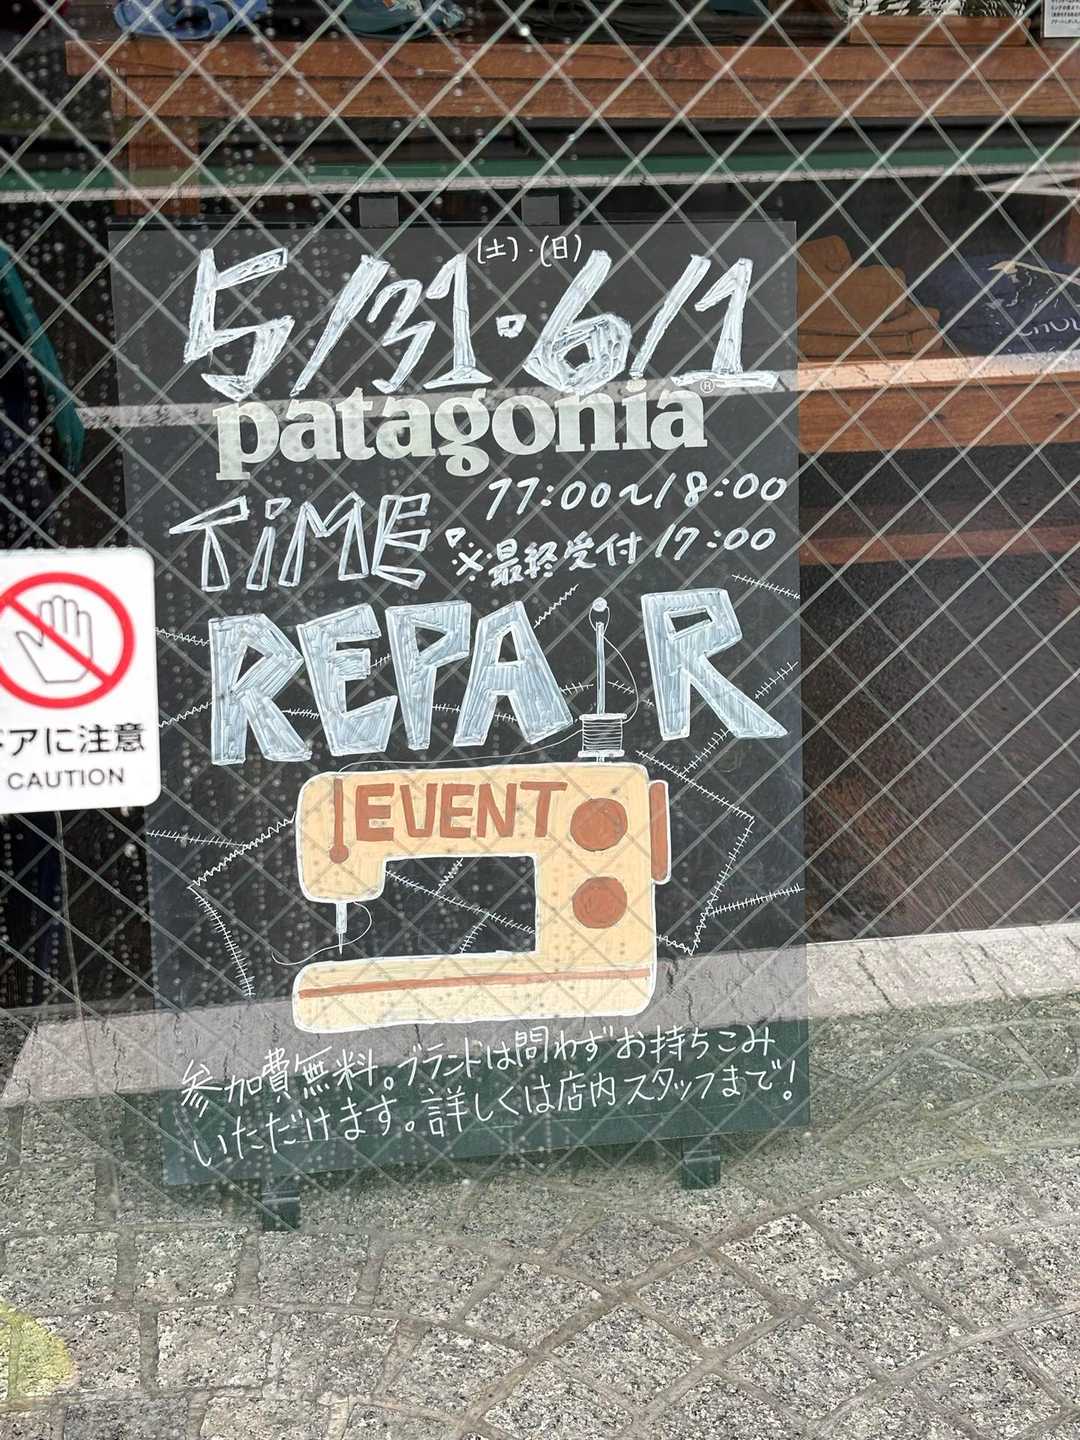 (土)・(日)
5/31・6/1
patagonia®
TiME: 11:00〜18:00
※最終受付 17:00
REPAIR
EVENT
参加費無料。ブランドは問わずお持ちこみ
いただけます。詳しくは店内スタッフまで!
ドアに注意
CAUTION